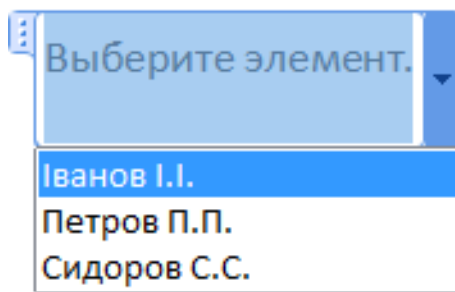 Выберите элемент.
Іванов І.І.
Петров П.П.
Сидоров С.С.